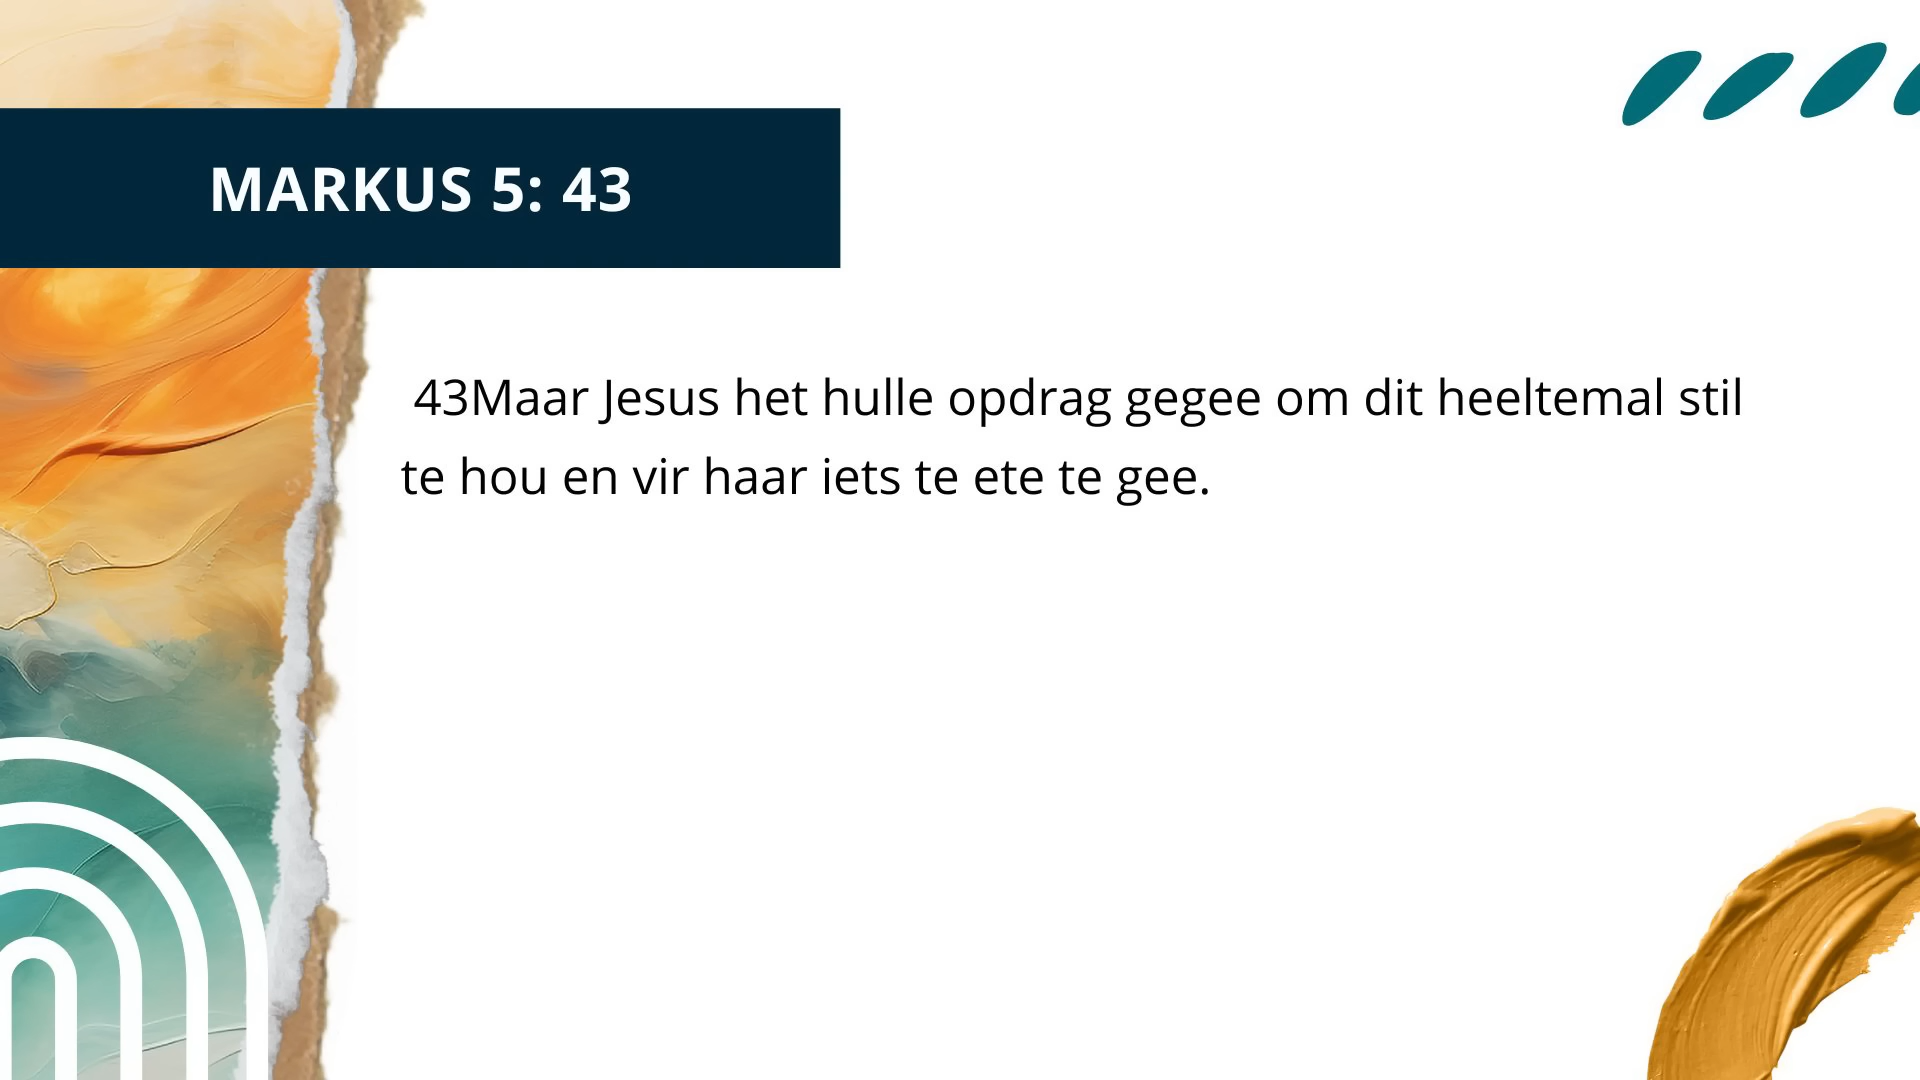 MARKUS 5: 43
43Maar Jesus het hulle opdrag gegee om dit heeltemal stil
te hou en vir haar iets te ete te gee.